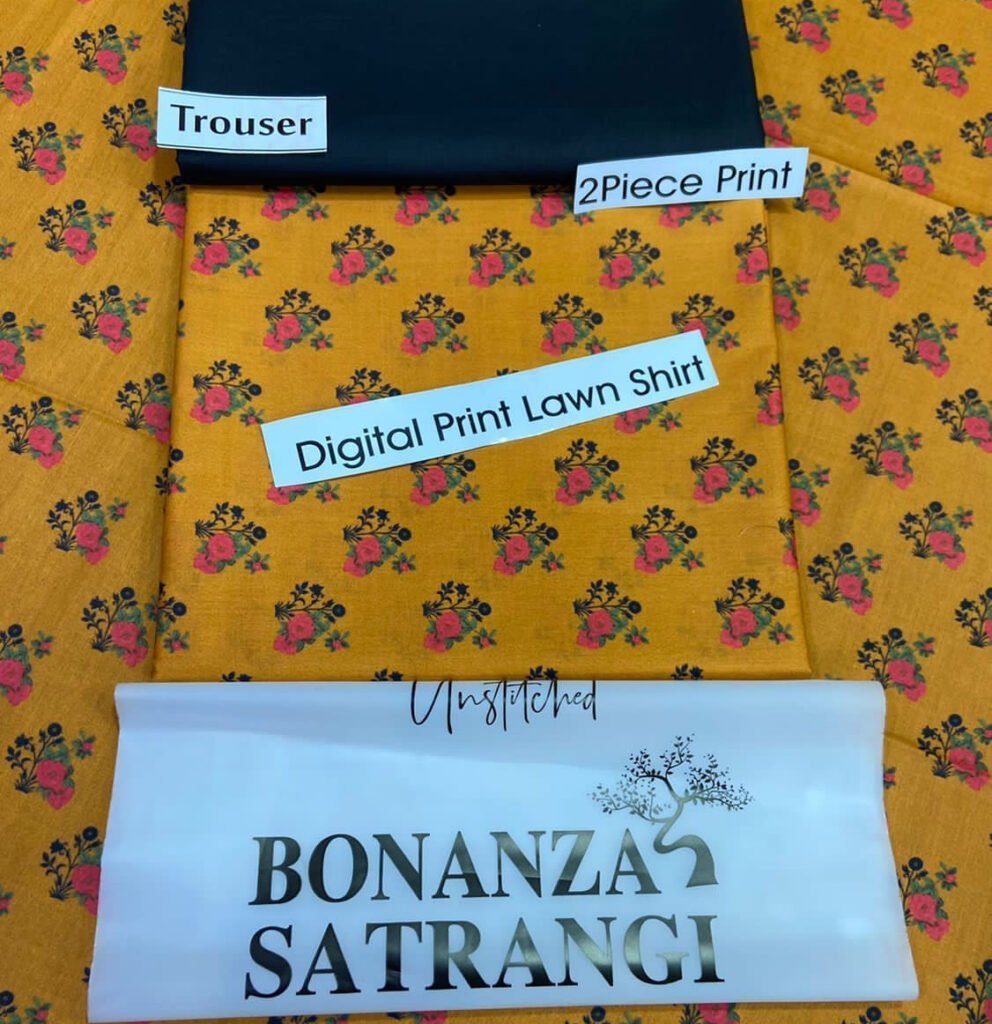 Trouser
2Piece Print
Digital Print Lawn Shirt
Unstitched
BONANZA
SATRANGI